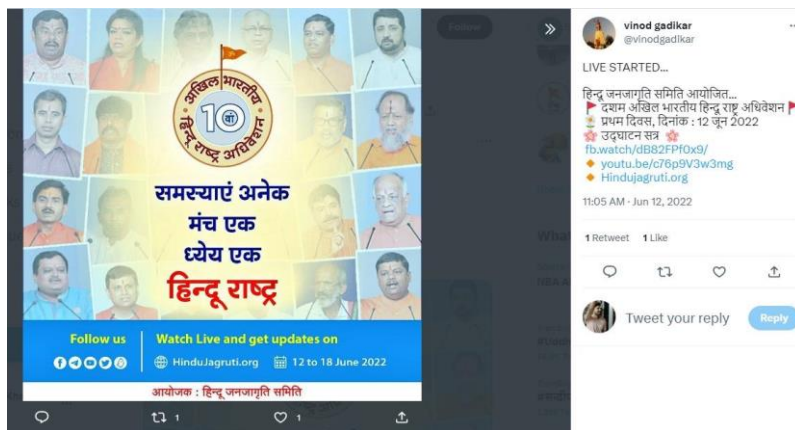 अखिल भारतीय
10
वां
हिन्दू राष्ट्र अधिवेशन
समस्याएं अनेक
मंच एक
ध्येय एक
हिन्दू राष्ट्र
Follow us
Watch Live and get updates on
HinduJagruti.org 12 to 18 June 2022
आयोजक : हिन्दू जनजागृति समिति
1 1
Follow
vinod gadikar
@vinodgadikar
LIVE STARTED...
हिन्दू जनजागृति समिति आयोजित...
🚩 दशम अखिल भारतीय हिन्दू राष्ट्र अधिवेशन 🚩
प्रथम दिवस, दिनांक : 12 जून 2022
🌸 उद्घाटन सत्र 🌸
fb.watch/dB82FPf0x9/
🔸 youtu.be/c76p9V3w3mg
🔸 Hindujagruti.org
11:05 AM · Jun 12, 2022
1 Retweet 1 Like
Tweet your reply
Reply